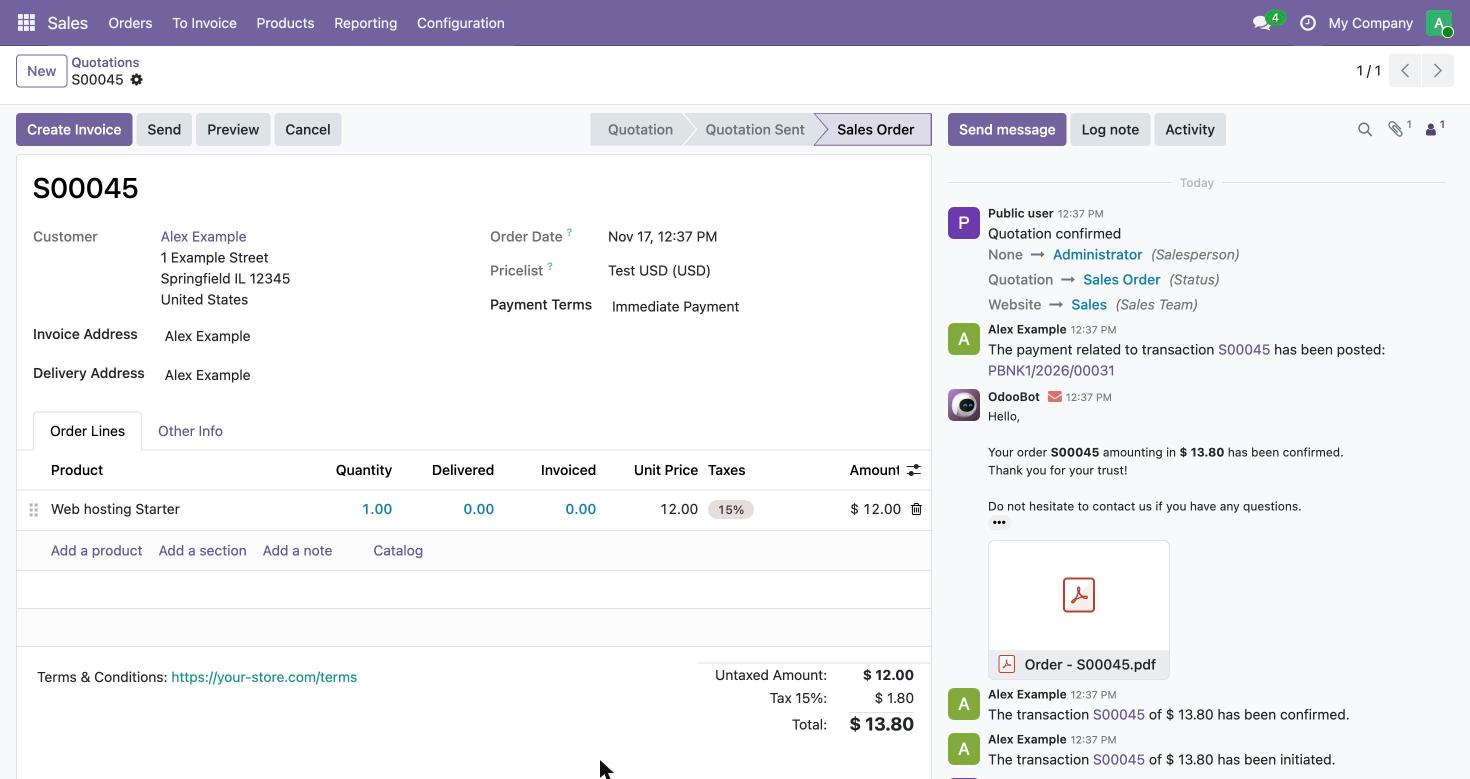 Sales Orders To Invoice Products Reporting Configuration 4 My Company A
New Quotations
S00045
1 / 1
Create Invoice Send Preview Cancel Quotation Quotation Sent Sales Order Send message Log note Activity 1 1
S00045
Customer Alex Example
1 Example Street
Springfield IL 12345
United States
Invoice Address Alex Example
Delivery Address Alex Example
Order Date ? Nov 17, 12:37 PM
Pricelist ? Test USD (USD)
Payment Terms Immediate Payment
Order Lines Other Info
Product Quantity Delivered Invoiced Unit Price Taxes Amount
Web hosting Starter 1.00 0.00 0.00 12.00 15% $ 12.00
Add a product Add a section Add a note Catalog
Terms & Conditions: https://your-store.com/terms
Untaxed Amount: $ 12.00
Tax 15%: $ 1.80
Total: $ 13.80
Today
P Public user 12:37 PM
Quotation confirmed
None → Administrator (Salesperson)
Quotation → Sales Order (Status)
Website → Sales (Sales Team)
A Alex Example 12:37 PM
The payment related to transaction S00045 has been posted:
PBNK1/2026/00031
OdooBot 12:37 PM
Hello,
Your order S00045 amounting in $ 13.80 has been confirmed.
Thank you for your trust!
Do not hesitate to contact us if you have any questions.
•••
Order - S00045.pdf
A Alex Example 12:37 PM
The transaction S00045 of $ 13.80 has been confirmed.
A Alex Example 12:37 PM
The transaction S00045 of $ 13.80 has been initiated.